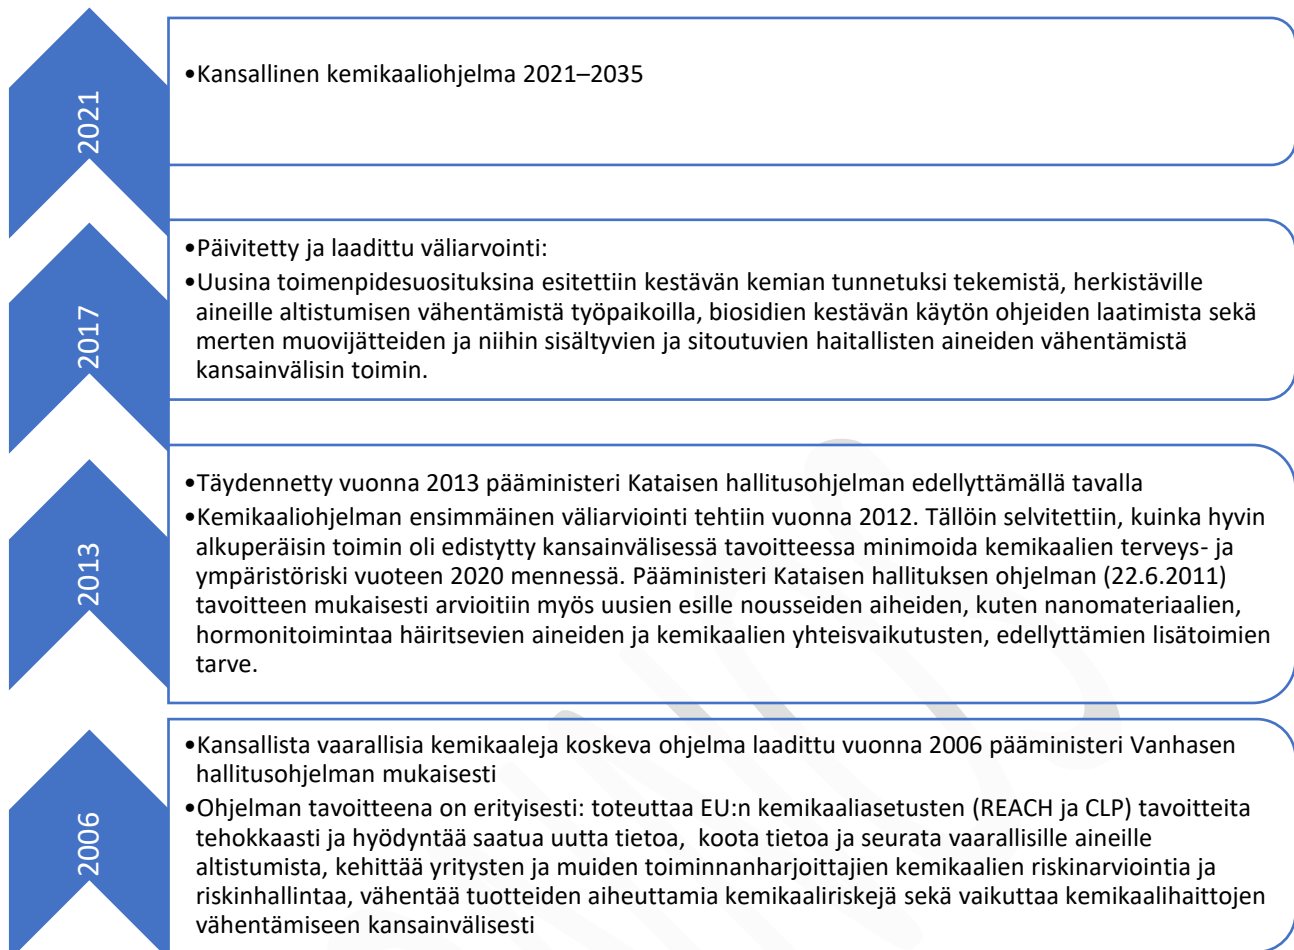 2021
•Kansallinen kemikaaliohjelma 2021–2035
2017
•Päivitetty ja laadittu väliarvointi:
•Uusina toimenpidesuosituksina esitettiin kestävän kemian tunnetuksi tekemistä, herkistäville
aineille altistumisen vähentämistä työpaikoilla, biosidien kestävän käytön ohjeiden laatimista sekä
merten muovijätteiden ja niihin sisältyvien ja sitoutuvien haitallisten aineiden vähentämistä
kansainvälisin toimin.
2013
•Täydennetty vuonna 2013 pääministeri Kataisen hallitusohjelman edellyttämällä tavalla
•Kemikaaliohjelman ensimmäinen väliarviointi tehtiin vuonna 2012. Tällöin selvitettiin, kuinka hyvin
alkuperäisin toimin oli edistytty kansainvälisessä tavoitteessa minimoida kemikaalien terveys- ja
ympäristöriski vuoteen 2020 mennessä. Pääministeri Kataisen hallituksen ohjelman (22.6.2011)
tavoitteen mukaisesti arvioitiin myös uusien esille nousseiden aiheiden, kuten nanomateriaalien,
hormonitoimintaa häiritsevien aineiden ja kemikaalien yhteisvaikutusten, edellyttämien lisätoimien
tarve.
2006
•Kansallista vaarallisia kemikaaleja koskeva ohjelma laadittu vuonna 2006 pääministeri Vanhasen
hallitusohjelman mukaisesti
•Ohjelman tavoitteena on erityisesti: toteuttaa EU:n kemikaaliasetusten (REACH ja CLP) tavoitteita
tehokkaasti ja hyödyntää saatua uutta tietoa, koota tietoa ja seurata vaarallisille aineille
altistumista, kehittää yritysten ja muiden toiminnanharjoittajien kemikaalien riskinarviointia ja
riskinhallintaa, vähentää tuotteiden aiheuttamia kemikaaliriskejä sekä vaikuttaa kemikaalihaittojen
vähentämiseen kansainvälisesti